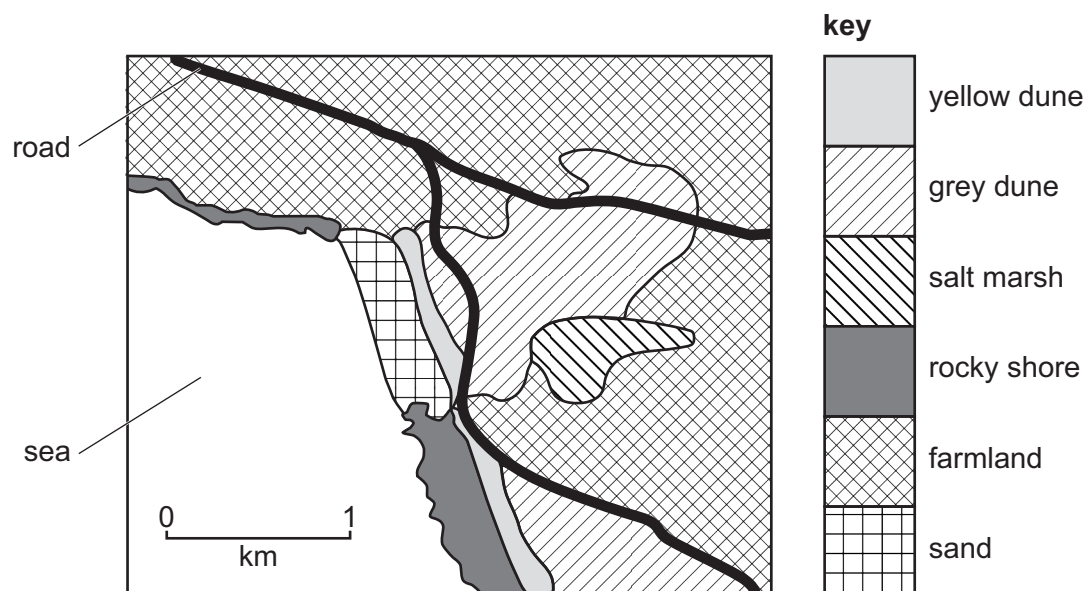 key
yellow dune
grey dune
salt marsh
rocky shore
farmland
sand
road
sea
0 1
km